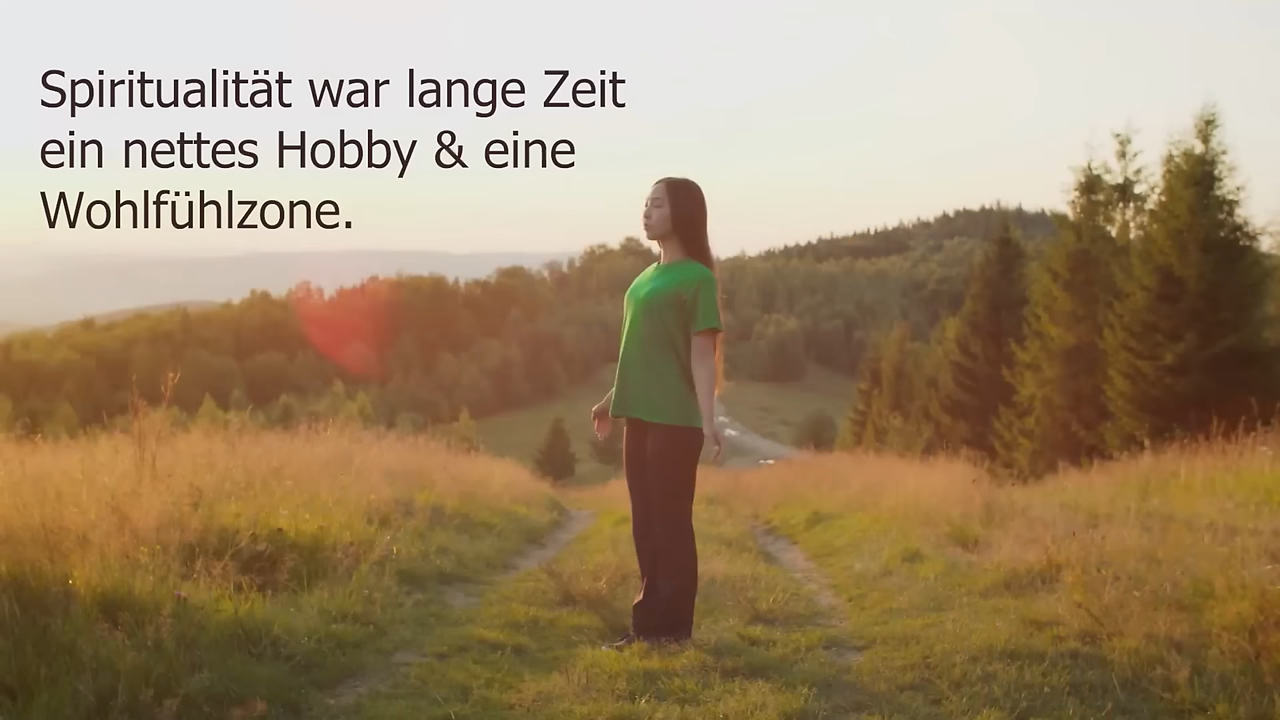 Spiritualität war lange Zeit
ein nettes Hobby & eine
Wohlfühlzone.